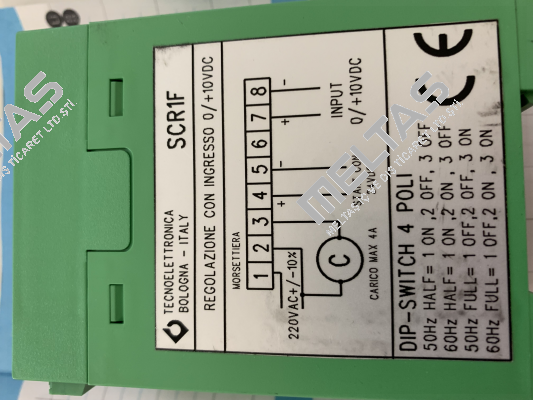 TECNOELETTRONICA
BOLOGNA - ITALY
SCR1F
REGOLAZIONE CON INGRESSO 0/+10VDC
MORSETTIERA
1 2 3 4 5 6 7 8
+ - + -
220VAC+/-10%
C
CARICO MAX 4A
INPUT
0/+10VDC
DIP-SWITCH 4 POLI
50Hz HALF= 1 ON ,2 OFF, 3 OFF
60Hz HALF= 1 ON ,2 ON , 3 OFF
50Hz FULL= 1 OFF,2 OFF, 3 ON
60Hz FULL= 1 OFF,2 ON , 3 ON
CE
MELTAS